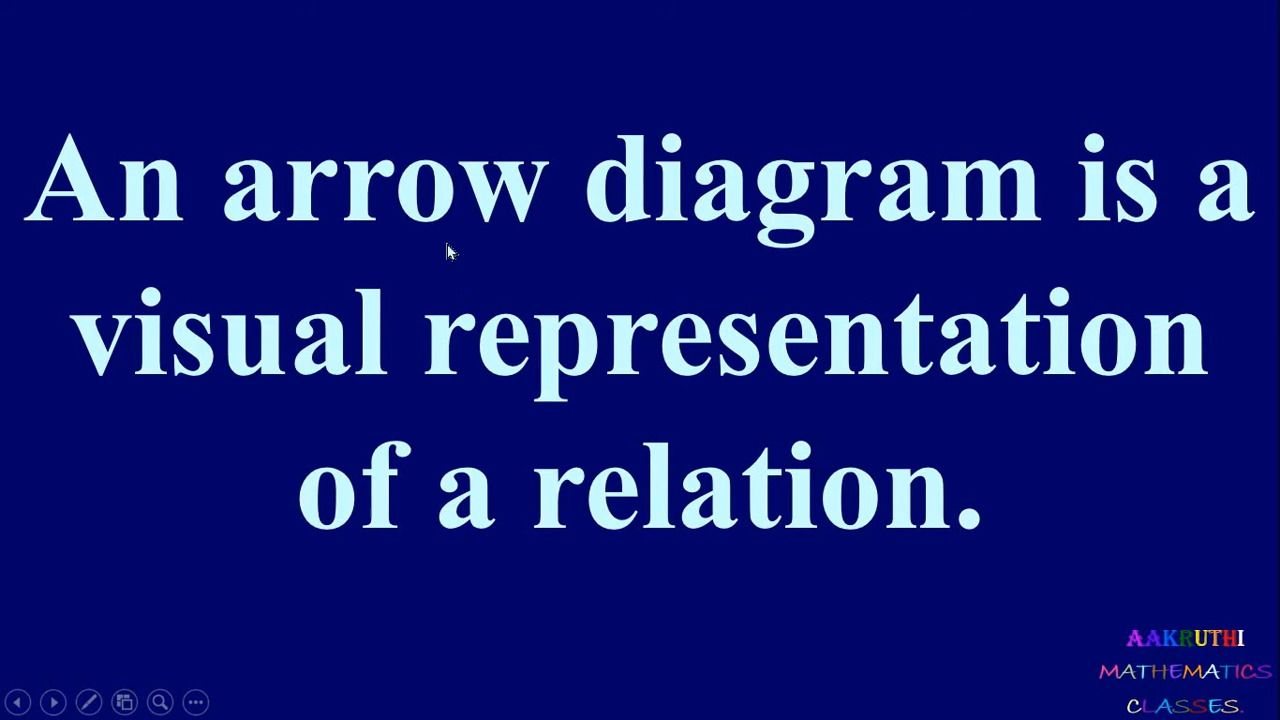 An arrow diagram is a
visual representation
of a relation.
AAKRUTHI
MATHEMATICS
CLASSES.